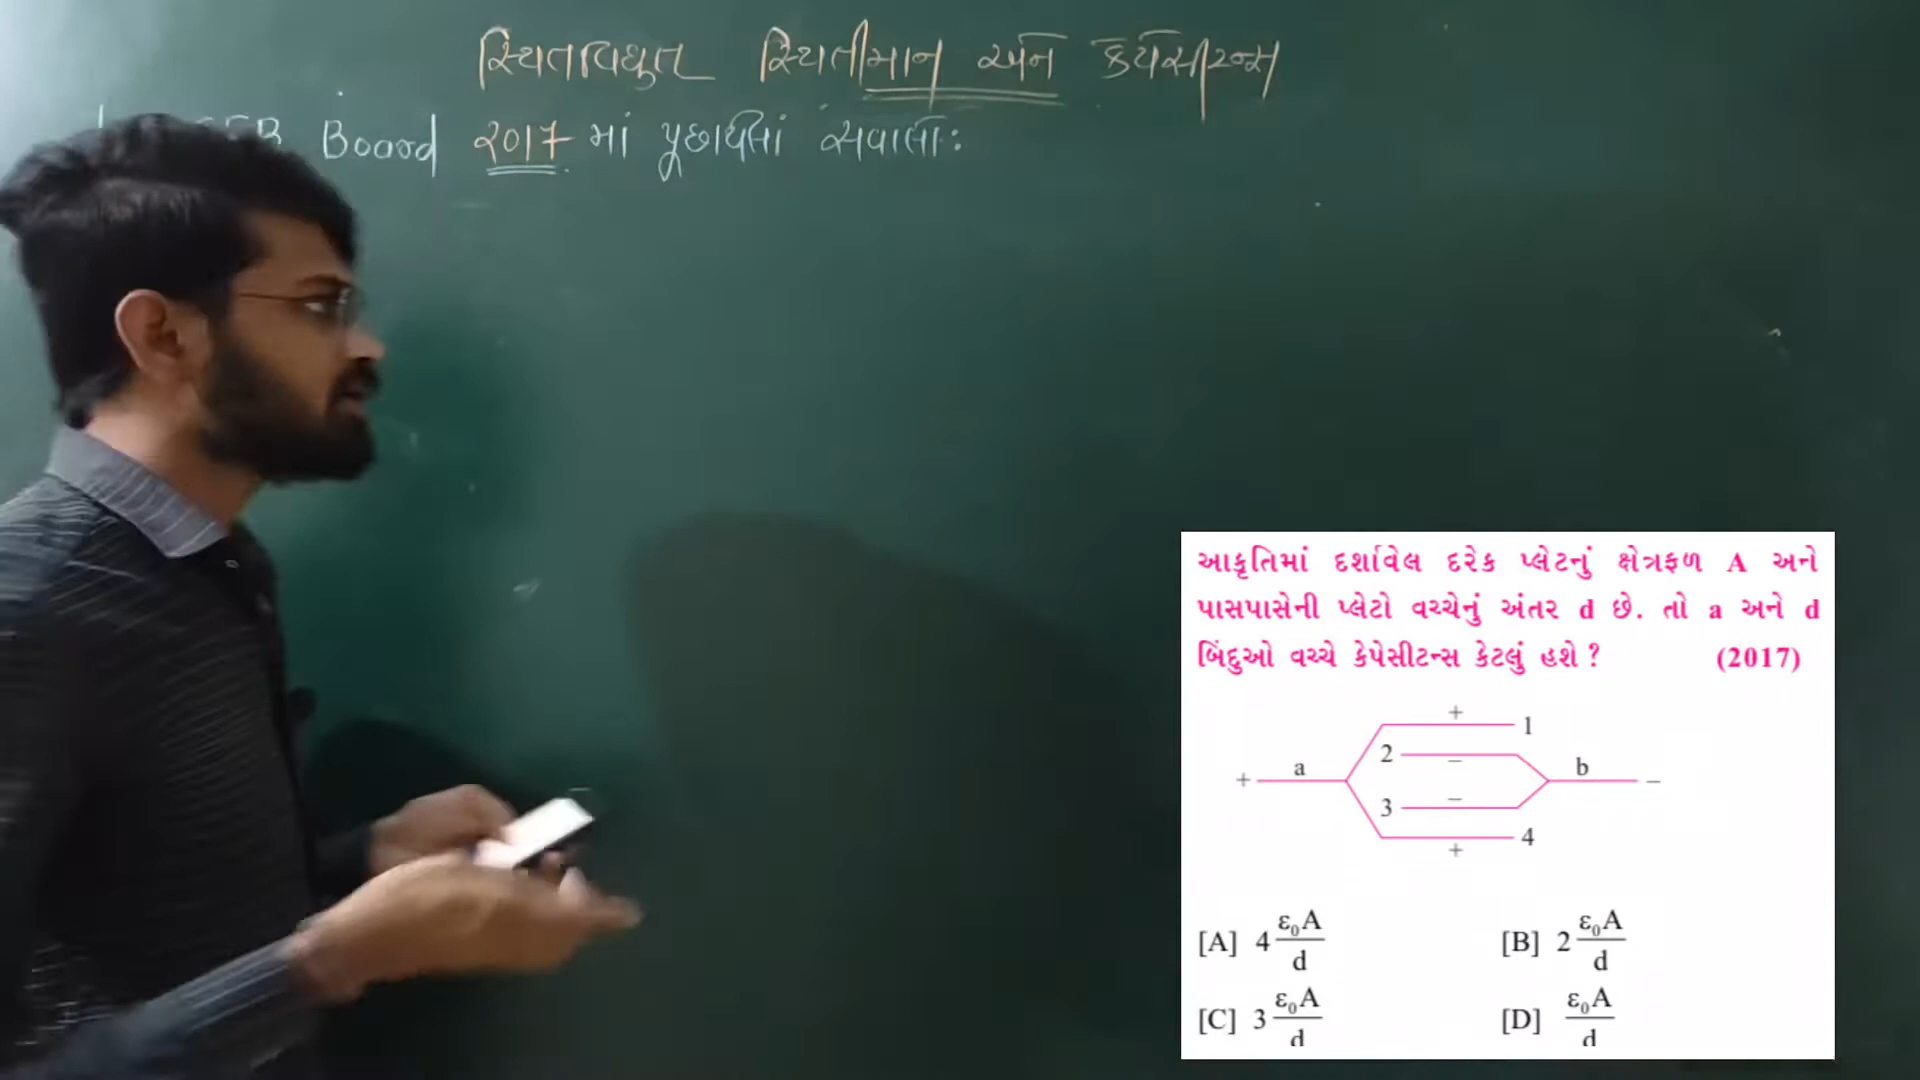 સ્થિતવિદ્યુત સ્થિતીમાન અને કેપેસીટન્સ
Board ૨૦1૭ માં પૂછાયેલાં સવાલો:
આકૃતિમાં દર્શાવેલ દરેક પ્લેટનું ક્ષેત્રફળ A અને
પાસપાસેની પ્લેટો વચ્ચેનું અંતર d છે. તો a અને d
બિંદુઓ વચ્ચે કેપેસીટન્સ કેટલું હશે ? (2017)
+ 1
2 −
+ a b −
3 −
4
+
[A] 4 ε₀A/d [B] 2 ε₀A/d
[C] 3 ε₀A/d [D] ε₀A/d